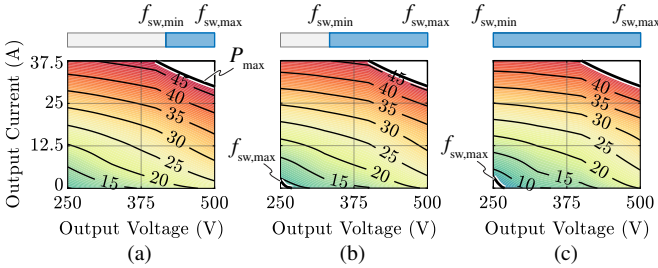 f_sw,min f_sw,max f_sw,min f_sw,max f_sw,min f_sw,max
Output Current (A)
37.5 25 12.5 0
45 40 35 30 25 20 15
P_max
250 375 500
Output Voltage (V)
(a)
f_sw,max
45 40 35 30 25 20 15
250 375 500
Output Voltage (V)
(b)
f_sw,max
45 40 35 30 25 20 10
250 375 500
Output Voltage (V)
(c)